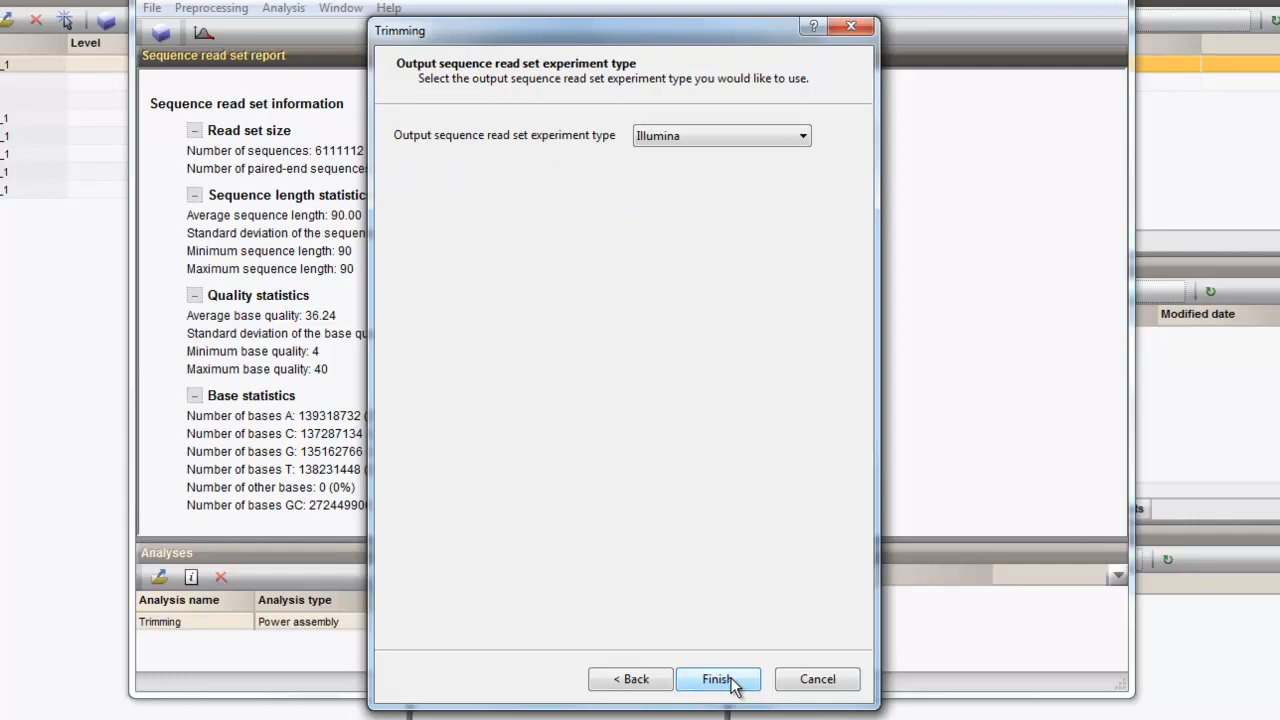 File Preprocessing Analysis Window Help
Level
Sequence read set report
_1
_1
_1
_1
_1
_1
Sequence read set information
Read set size
Number of sequences: 6111112
Number of paired-end sequences
Sequence length statistic
Average sequence length: 90.00
Standard deviation of the sequen
Minimum sequence length: 90
Maximum sequence length: 90
Quality statistics
Average base quality: 36.24
Standard deviation of the base qu
Minimum base quality: 4
Maximum base quality: 40
Base statistics
Number of bases A: 139318732 (
Number of bases C: 137287134
Number of bases G: 135162766
Number of bases T: 138231448 (
Number of other bases: 0 (0%)
Number of bases GC: 27244990
Analyses
Analysis name Analysis type
Trimming Power assembly
Trimming
Output sequence read set experiment type
Select the output sequence read set experiment type you would like to use.
Output sequence read set experiment type Illumina
< Back Finish Cancel
Modified date
ts